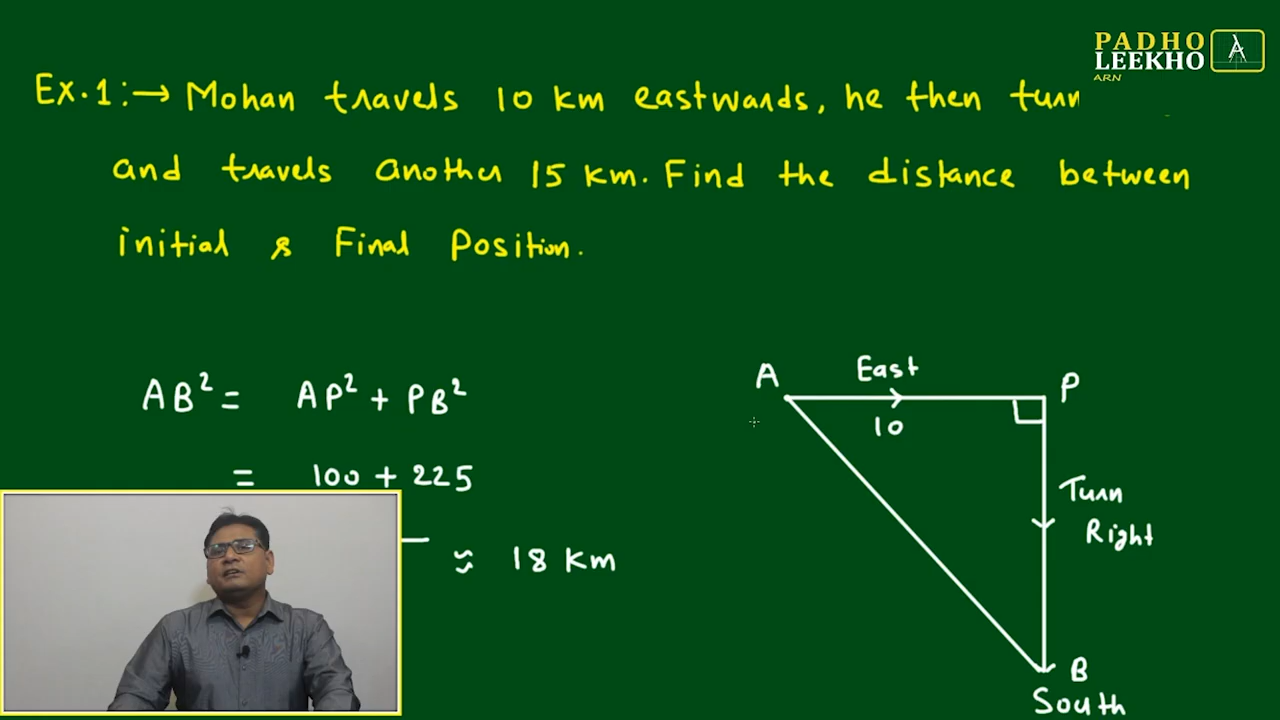 PADHO
LEEKHO
ARN
Ex.1:→ Mohan travels 10 km eastwards, he then turn
and travels another 15 km. Find the distance between
initial & Final Position.
AB² = AP² + PB²
= 100 + 225
≈ 18 km
A
East
P
10
Turn
Right
B
South